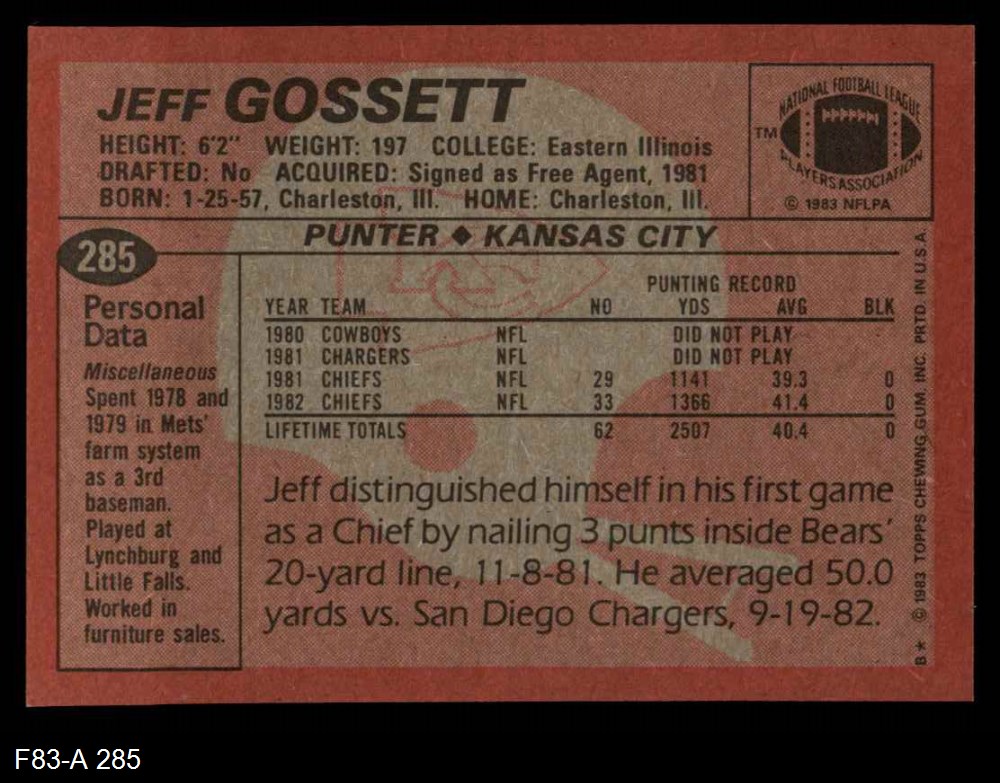 JEFF GOSSETT
HEIGHT: 6'2" WEIGHT: 197 COLLEGE: Eastern Illinois
DRAFTED: No ACQUIRED: Signed as Free Agent, 1981
BORN: 1-25-57, Charleston, Ill. HOME: Charleston, Ill.
NATIONAL FOOTBALL LEAGUE
TM
PLAYERS ASSOCIATION
© 1983 NFLPA
285
PUNTER ♦ KANSAS CITY
Personal
Data
Miscellaneous
Spent 1978 and
1979 in Mets'
farm system
as a 3rd
baseman.
Played at
Lynchburg and
Little Falls.
Worked in
furniture sales.
PUNTING RECORD
YEAR TEAM NO YDS AVG BLK
1980 COWBOYS NFL DID NOT PLAY
1981 CHARGERS NFL DID NOT PLAY
1981 CHIEFS NFL 29 1141 39.3 0
1982 CHIEFS NFL 33 1366 41.4 0
LIFETIME TOTALS 62 2507 40.4 0
Jeff distinguished himself in his first game
as a Chief by nailing 3 punts inside Bears'
20-yard line, 11-8-81. He averaged 50.0
yards vs. San Diego Chargers, 9-19-82.
B* © 1983 TOPPS CHEWING GUM, INC. PRTD. IN U.S.A.
F83-A 285